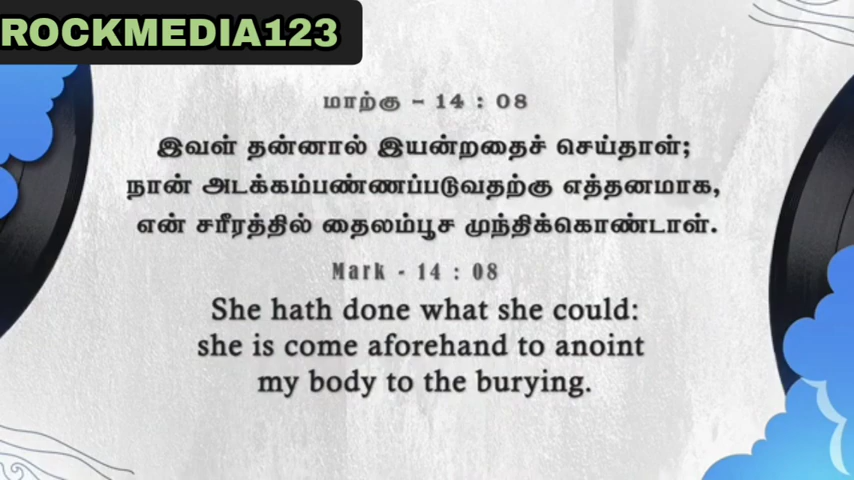 ROCKMEDIA123
மாற்கு - 14 : 08
இவள் தன்னால் இயன்றதைச் செய்தாள்;
நான் அடக்கம்பண்ணப்படுவதற்கு எத்தனமாக,
என் சரீரத்தில் தைலம்பூச முந்திக்கொண்டாள்.
Mark - 14 : 08
She hath done what she could:
she is come aforehand to anoint
my body to the burying.